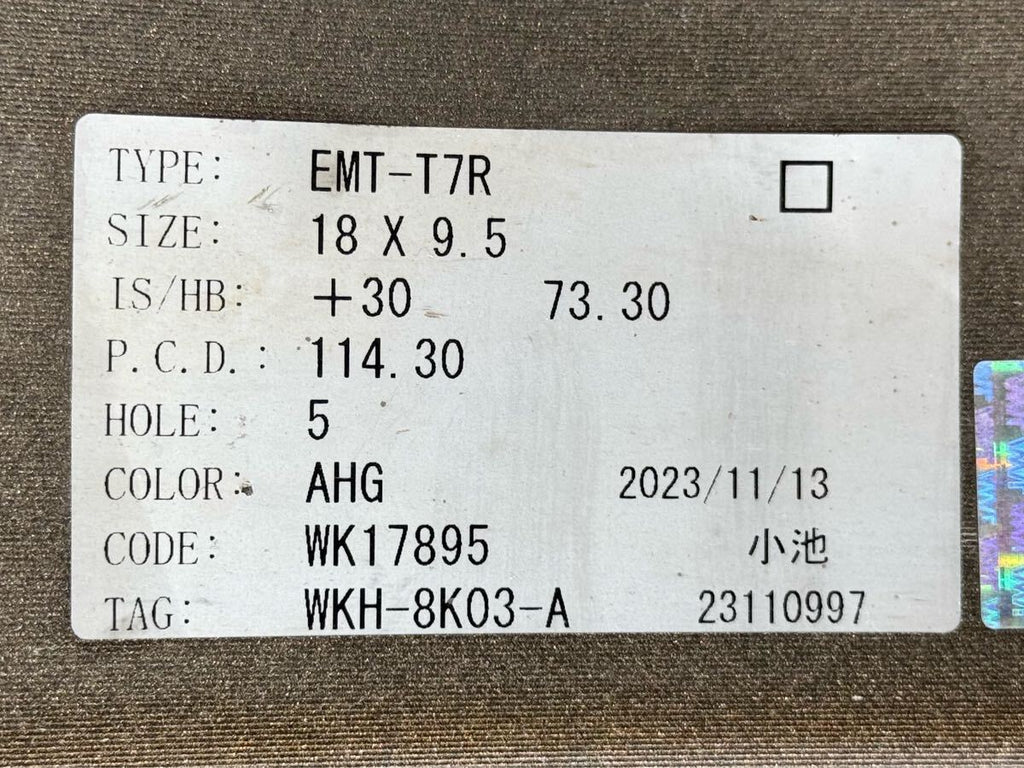 TYPE: EMT-T7R □
SIZE: 18 X 9.5
IS/HB: +30 73.30
P.C.D.: 114.30
HOLE: 5
COLOR: AHG 2023/11/13
CODE: WK17895 小池
TAG: WKH-8K03-A 23110997